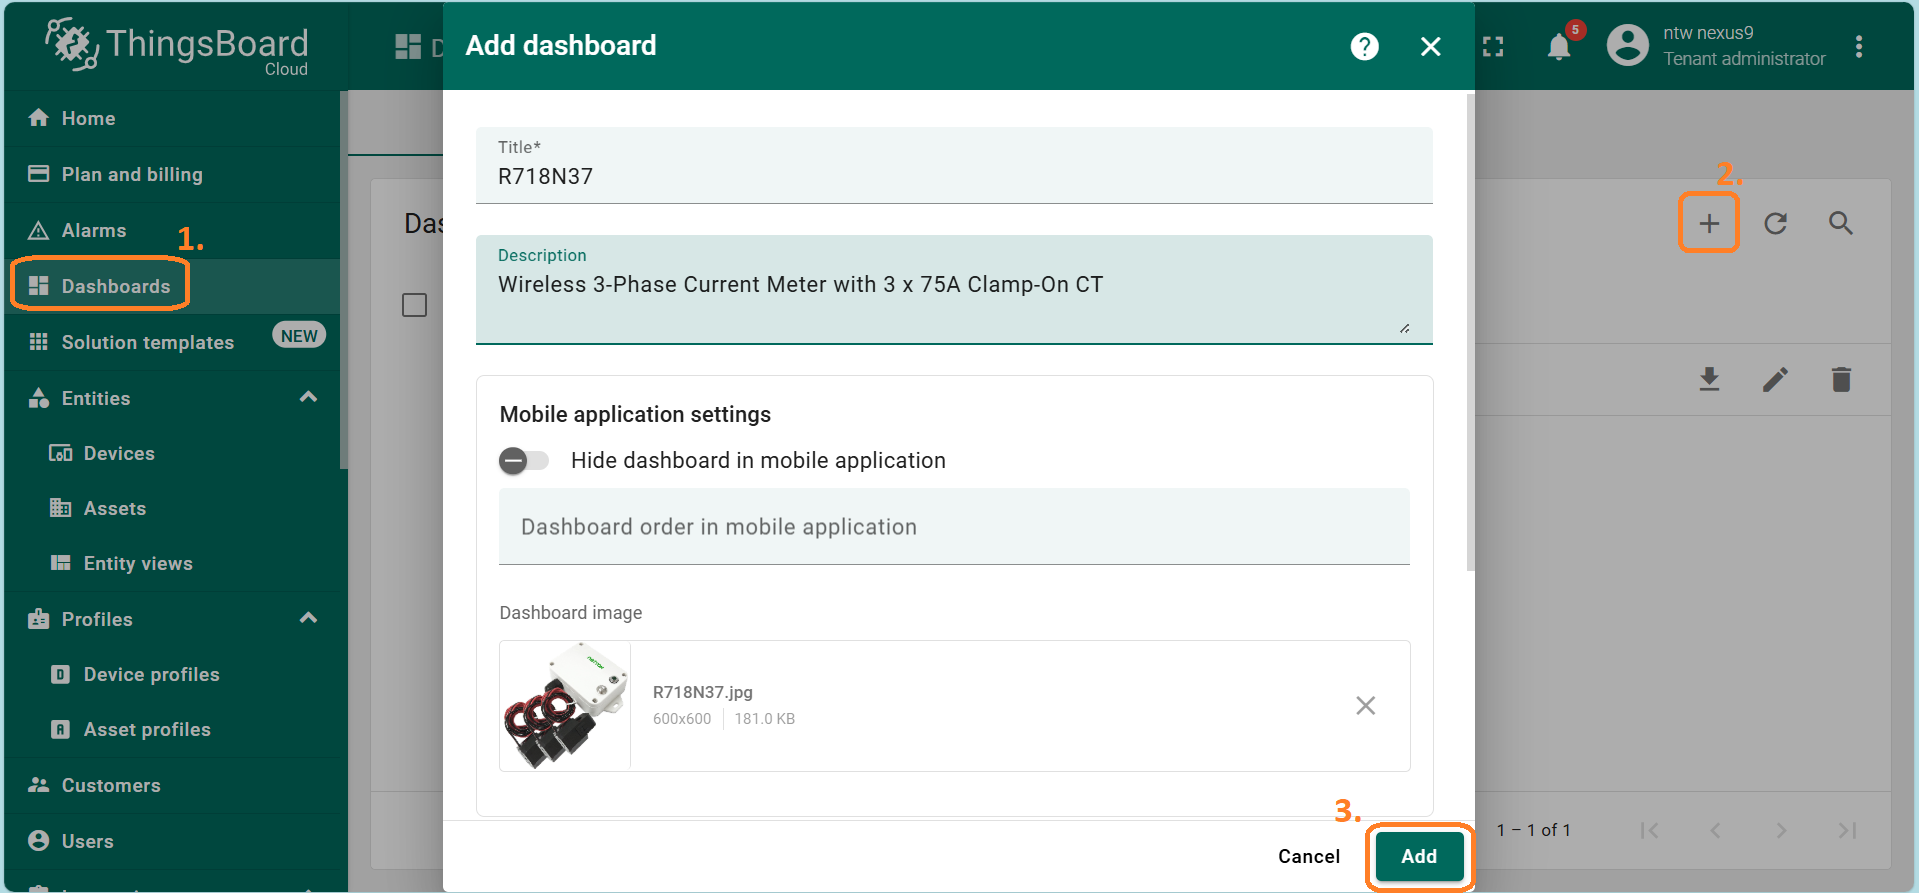 ThingsBoard
Cloud
Home
Plan and billing
Alarms
1.
Dashboards
Solution templates
NEW
Entities
Devices
Assets
Entity views
Profiles
Device profiles
Asset profiles
Customers
Users
Add dashboard
5
ntw nexus9
Tenant administrator
Title*
R718N37
Description
Wireless 3-Phase Current Meter with 3 x 75A Clamp-On CT
2.
Mobile application settings
Hide dashboard in mobile application
Dashboard order in mobile application
Dashboard image
R718N37.jpg
600x600
181.0 KB
3.
1 – 1 of 1
Cancel
Add